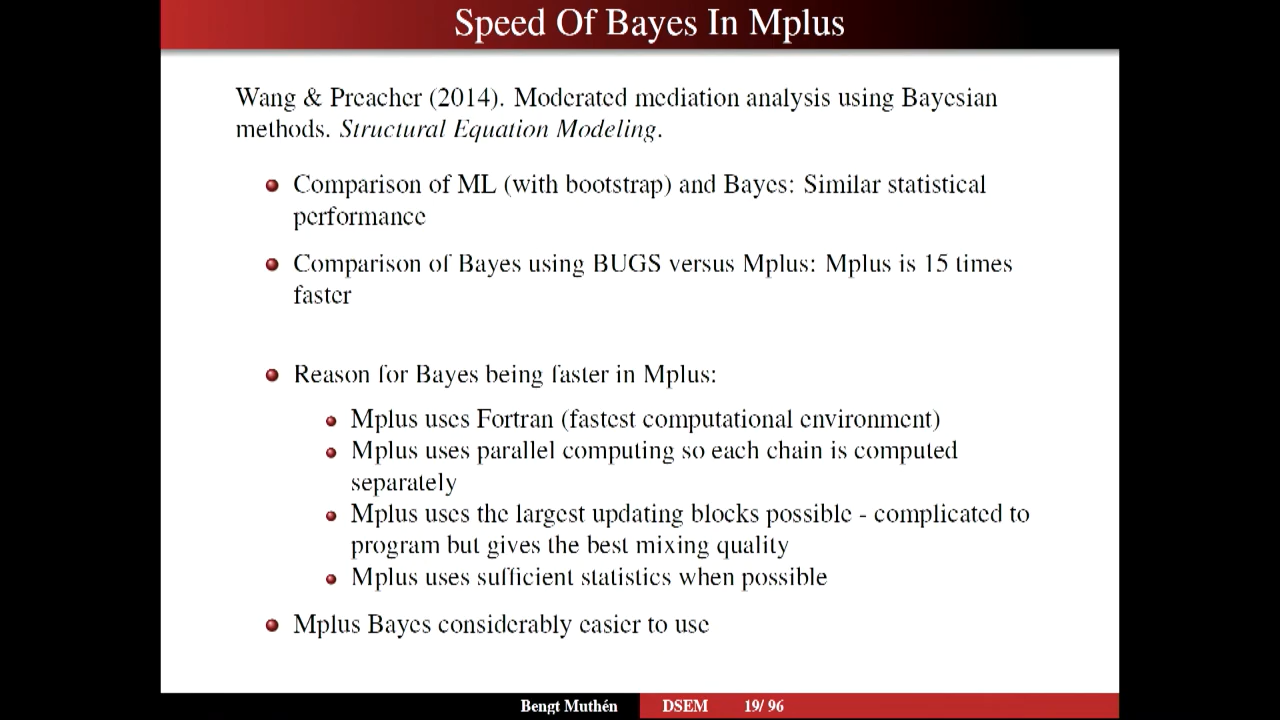 Speed Of Bayes In Mplus
Wang & Preacher (2014). Moderated mediation analysis using Bayesian
methods. Structural Equation Modeling.
Comparison of ML (with bootstrap) and Bayes: Similar statistical
performance
Comparison of Bayes using BUGS versus Mplus: Mplus is 15 times
faster
Reason for Bayes being faster in Mplus:
Mplus uses Fortran (fastest computational environment)
Mplus uses parallel computing so each chain is computed
separately
Mplus uses the largest updating blocks possible - complicated to
program but gives the best mixing quality
Mplus uses sufficient statistics when possible
Mplus Bayes considerably easier to use
Bengt Muthén DSEM 19/ 96